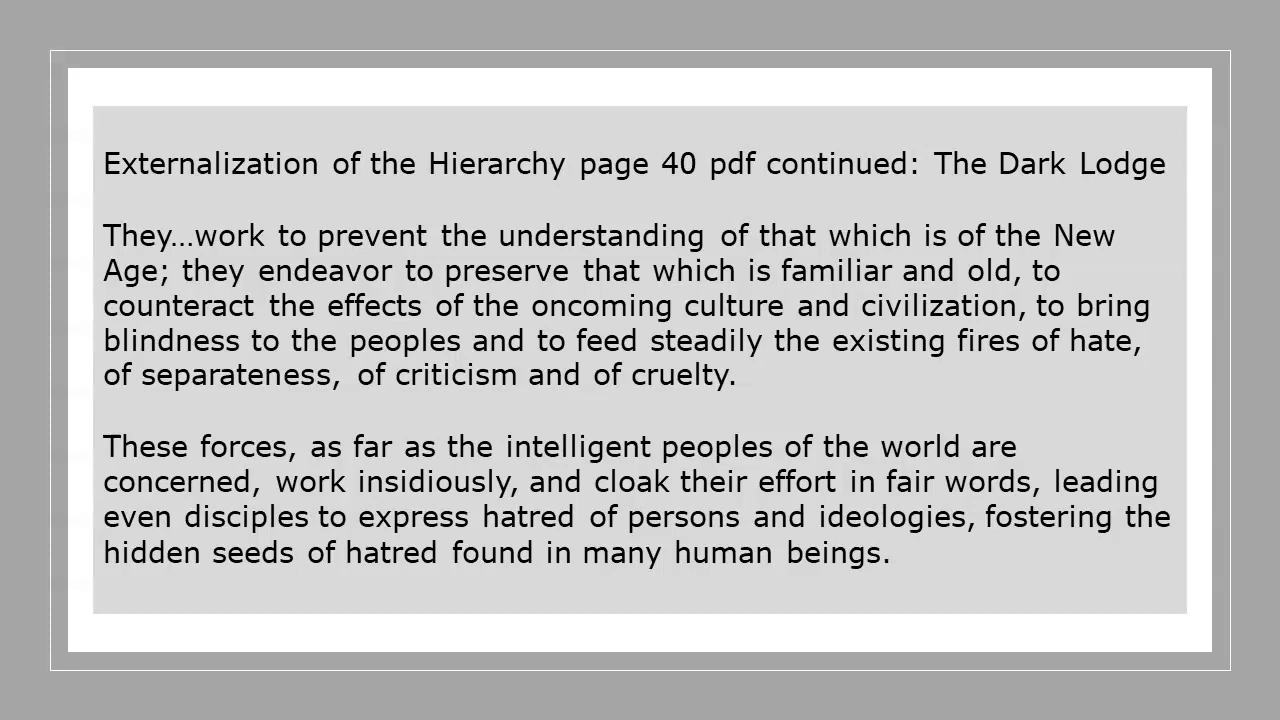 Externalization of the Hierarchy page 40 pdf continued: The Dark Lodge
They…work to prevent the understanding of that which is of the New
Age; they endeavor to preserve that which is familiar and old, to
counteract the effects of the oncoming culture and civilization, to bring
blindness to the peoples and to feed steadily the existing fires of hate,
of separateness, of criticism and of cruelty.
These forces, as far as the intelligent peoples of the world are
concerned, work insidiously, and cloak their effort in fair words, leading
even disciples to express hatred of persons and ideologies, fostering the
hidden seeds of hatred found in many human beings.